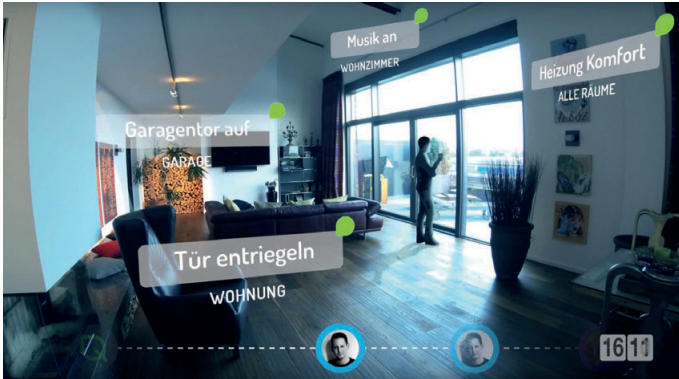 Musik an
WOHNZIMMER
Heizung Komfort
ALLE RÄUME
Garagentor auf
GARAGE
Tür entriegeln
WOHNUNG
16 11